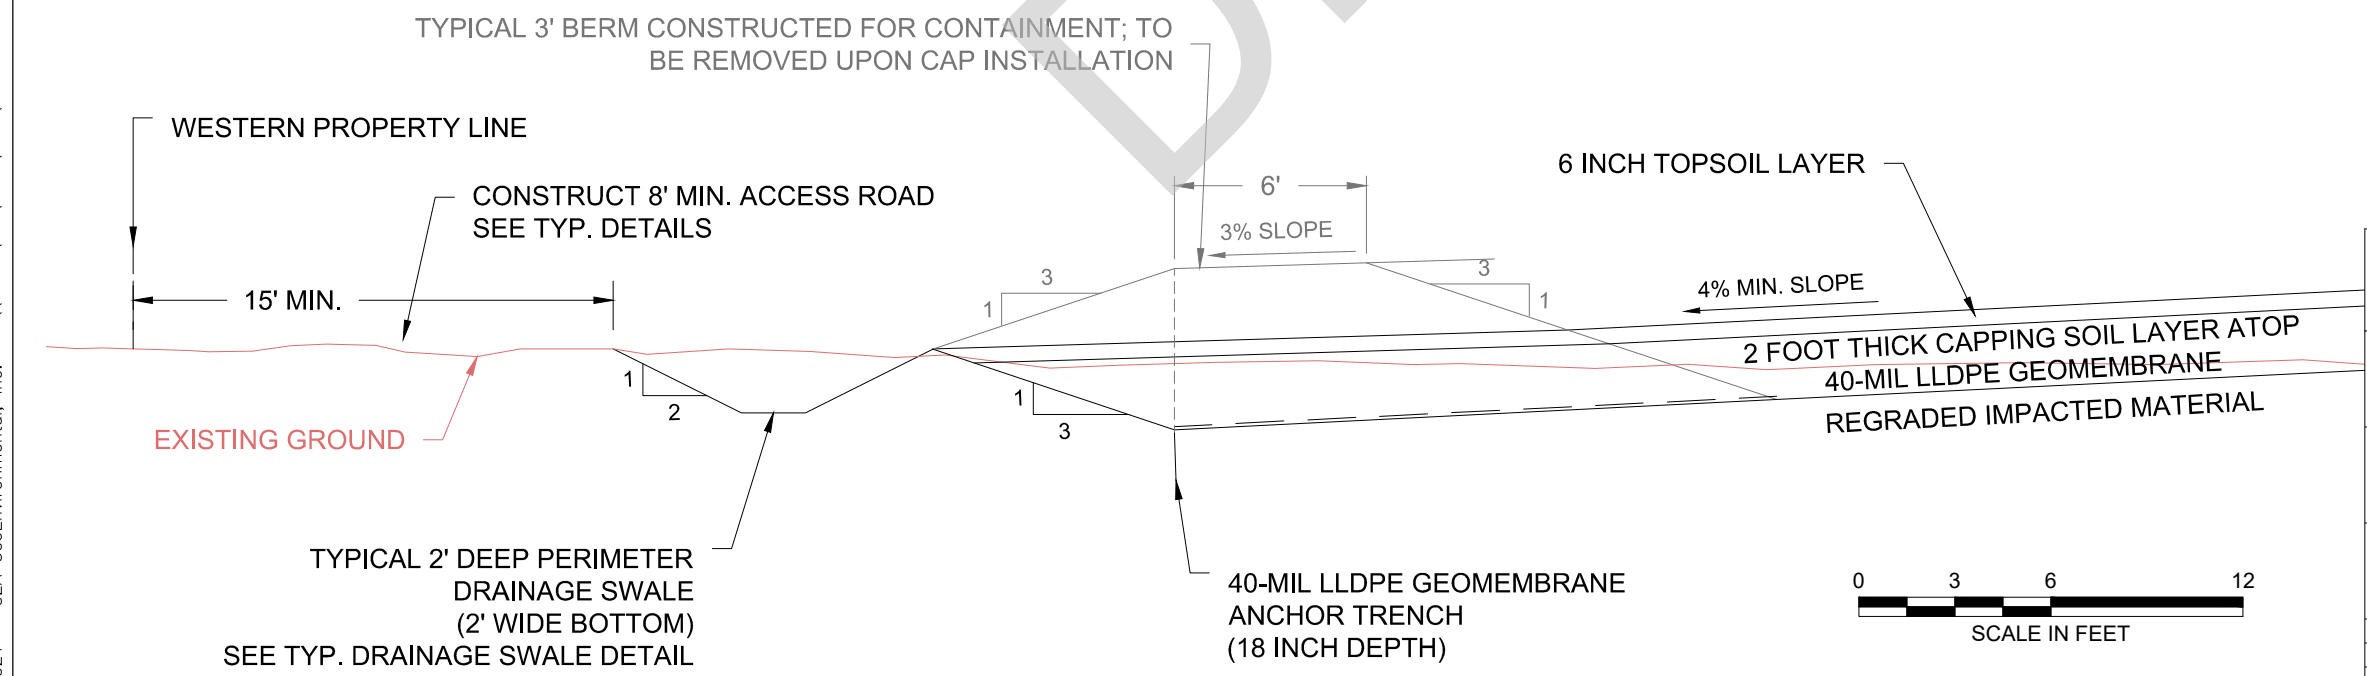 TYPICAL 3' BERM CONSTRUCTED FOR CONTAINMENT; TO
BE REMOVED UPON CAP INSTALLATION
WESTERN PROPERTY LINE
CONSTRUCT 8' MIN. ACCESS ROAD
SEE TYP. DETAILS
6 INCH TOPSOIL LAYER
6'
3% SLOPE
3
1
3
1
4% MIN. SLOPE
15' MIN.
2 FOOT THICK CAPPING SOIL LAYER ATOP
40-MIL LLDPE GEOMEMBRANE
REGRADED IMPACTED MATERIAL
1
2
1
3
EXISTING GROUND
TYPICAL 2' DEEP PERIMETER
DRAINAGE SWALE
(2' WIDE BOTTOM)
SEE TYP. DRAINAGE SWALE DETAIL
40-MIL LLDPE GEOMEMBRANE
ANCHOR TRENCH
(18 INCH DEPTH)
0 3 6 12
SCALE IN FEET